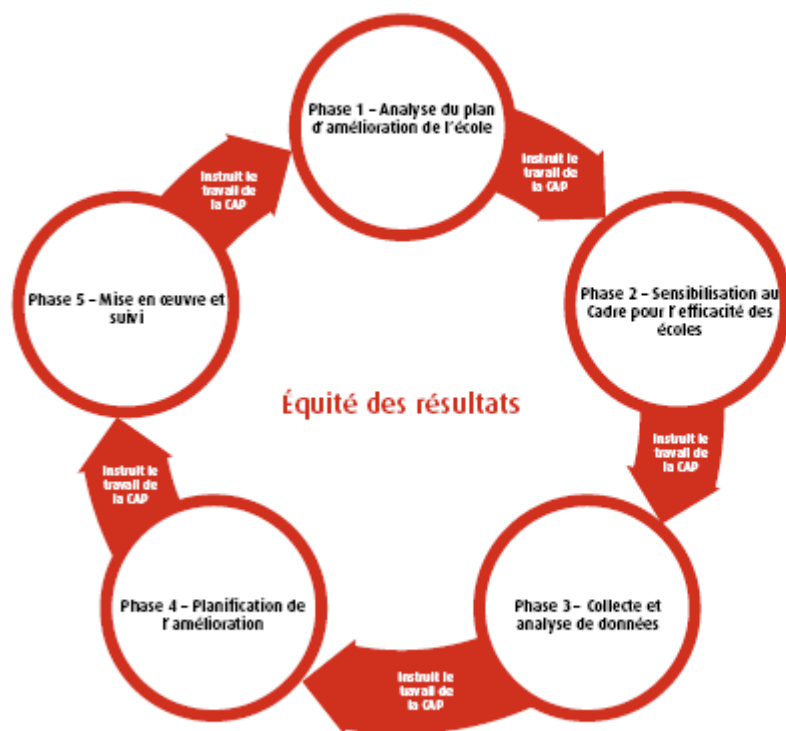 Phase 1 – Analyse du plan
d'amélioration de l'école
Instruit le
travail de
la CAP
Phase 2 – Sensibilisation au
Cadre pour l'efficacité des
écoles
Instruit le
travail de
la CAP
Phase 3 – Collecte et
analyse de données
Instruit le
travail de
la CAP
Phase 4 – Planification de
l'amélioration
Instruit le
travail de
la CAP
Phase 5 – Mise en œuvre et
suivi
Instruit le
travail de
la CAP
Équité des résultats